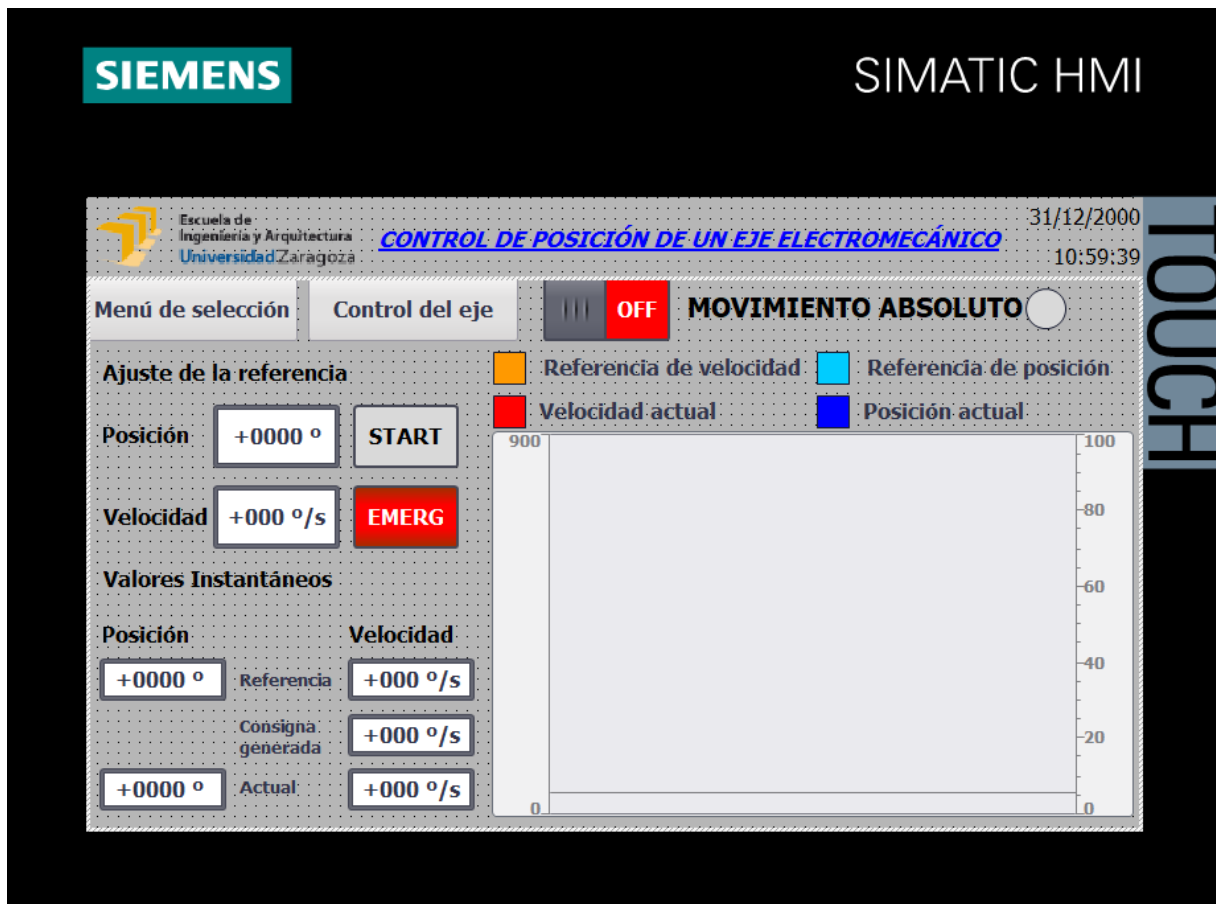 SIEMENS
SIMATIC HMI
TOUCH
Escuela de
Ingeniería y Arquitectura
Universidad Zaragoza
CONTROL DE POSICIÓN DE UN EJE ELECTROMECÁNICO
31/12/2000
10:59:39
Menú de selección
Control del eje
OFF
MOVIMIENTO ABSOLUTO
Ajuste de la referencia
Referencia de velocidad
Referencia de posición
Velocidad actual
Posición actual
Posición
+0000 º
START
Velocidad
+000 º/s
EMERG
Valores Instantáneos
Posición
Velocidad
+0000 º
Referencia
+000 º/s
Consigna
generada
+000 º/s
+0000 º
Actual
+000 º/s
900
0
100
80
60
40
20
0